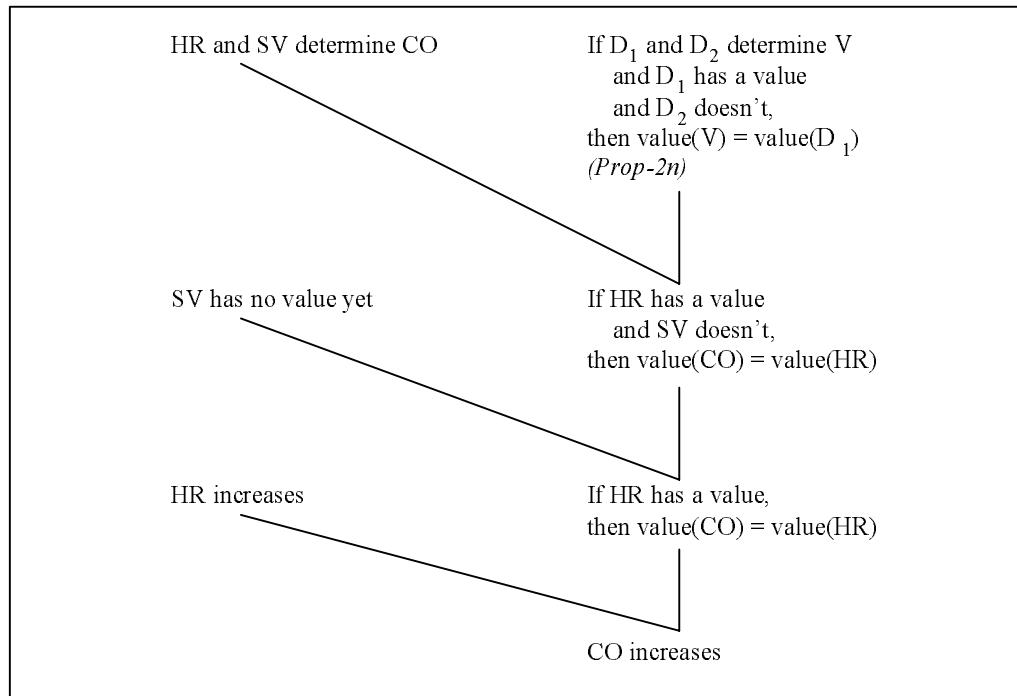 HR and SV determine CO
If D1 and D2 determine V
and D1 has a value
and D2 doesn't,
then value(V) = value(D1)
(Prop-2n)
SV has no value yet
If HR has a value
and SV doesn't,
then value(CO) = value(HR)
HR increases
If HR has a value,
then value(CO) = value(HR)
CO increases